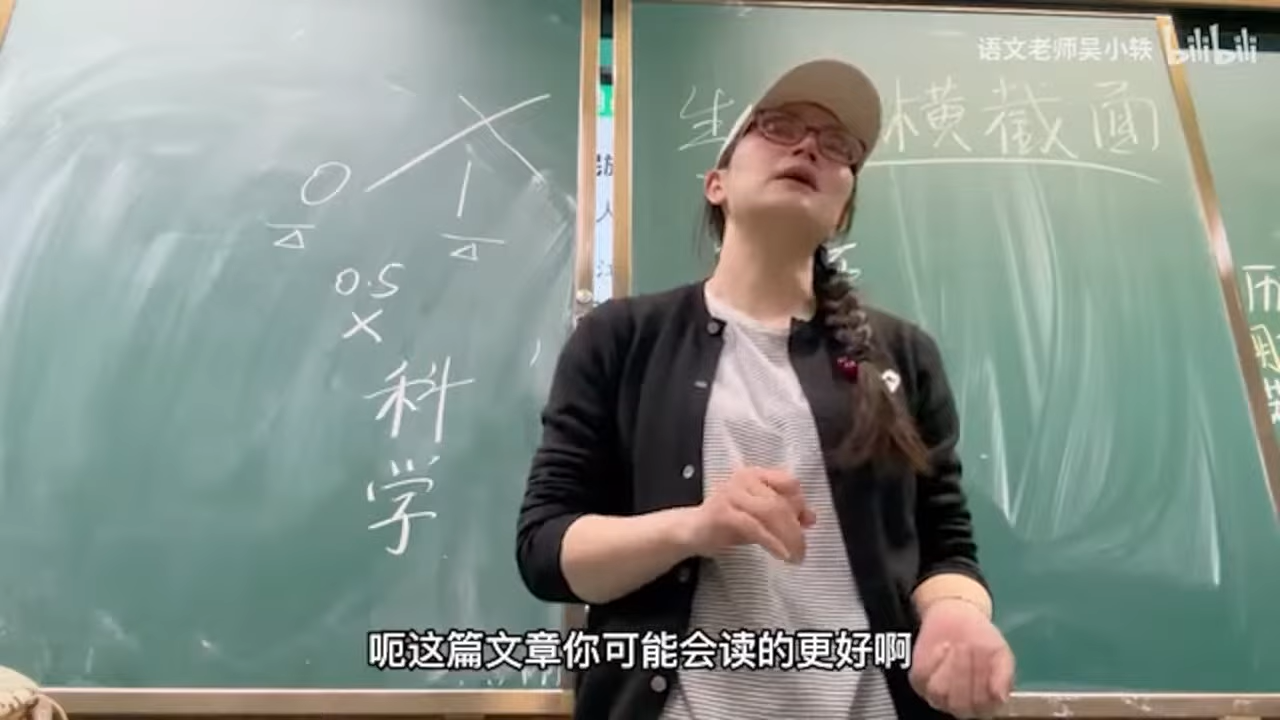 语文老师吴小轶 bilibili
生 横截面
0 1
0.5
×
科
学
呃这篇文章你可能会读的更好啊